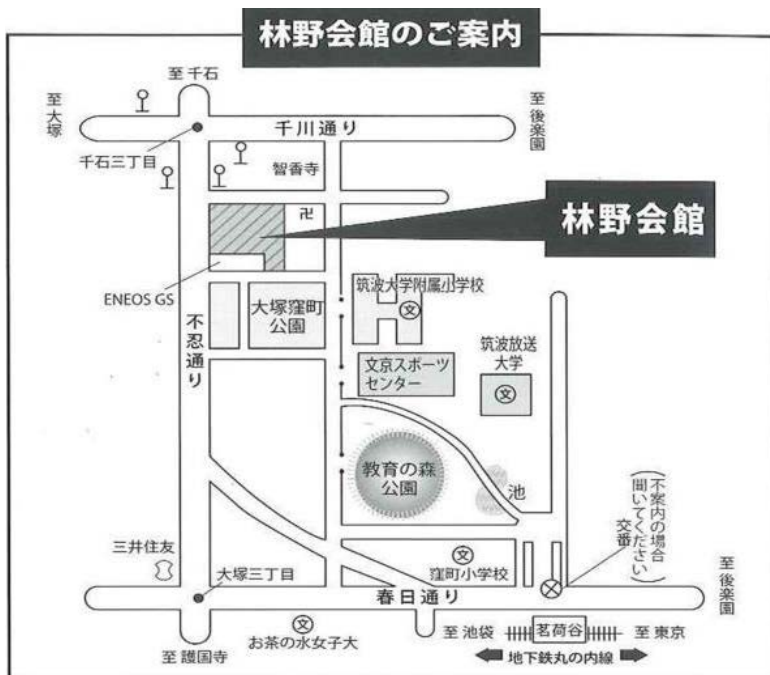 林野会館のご案内
至千石
至大塚
千川通り
至後楽園
千石三丁目
智香寺
林野会館
卍
ENEOS GS
筑波大学附属小学校
文
大塚窪町
公園
不忍通り
筑波放送
大学
文
文京スポーツ
センター
教育の森
公園
池
(不案内の場合
聞いてください)
交番
三井住友
大塚三丁目
文
窪町小学校
至後楽園
春日通り
文
お茶の水女子大
至池袋
茗荷谷
至東京
至護国寺
地下鉄丸の内線